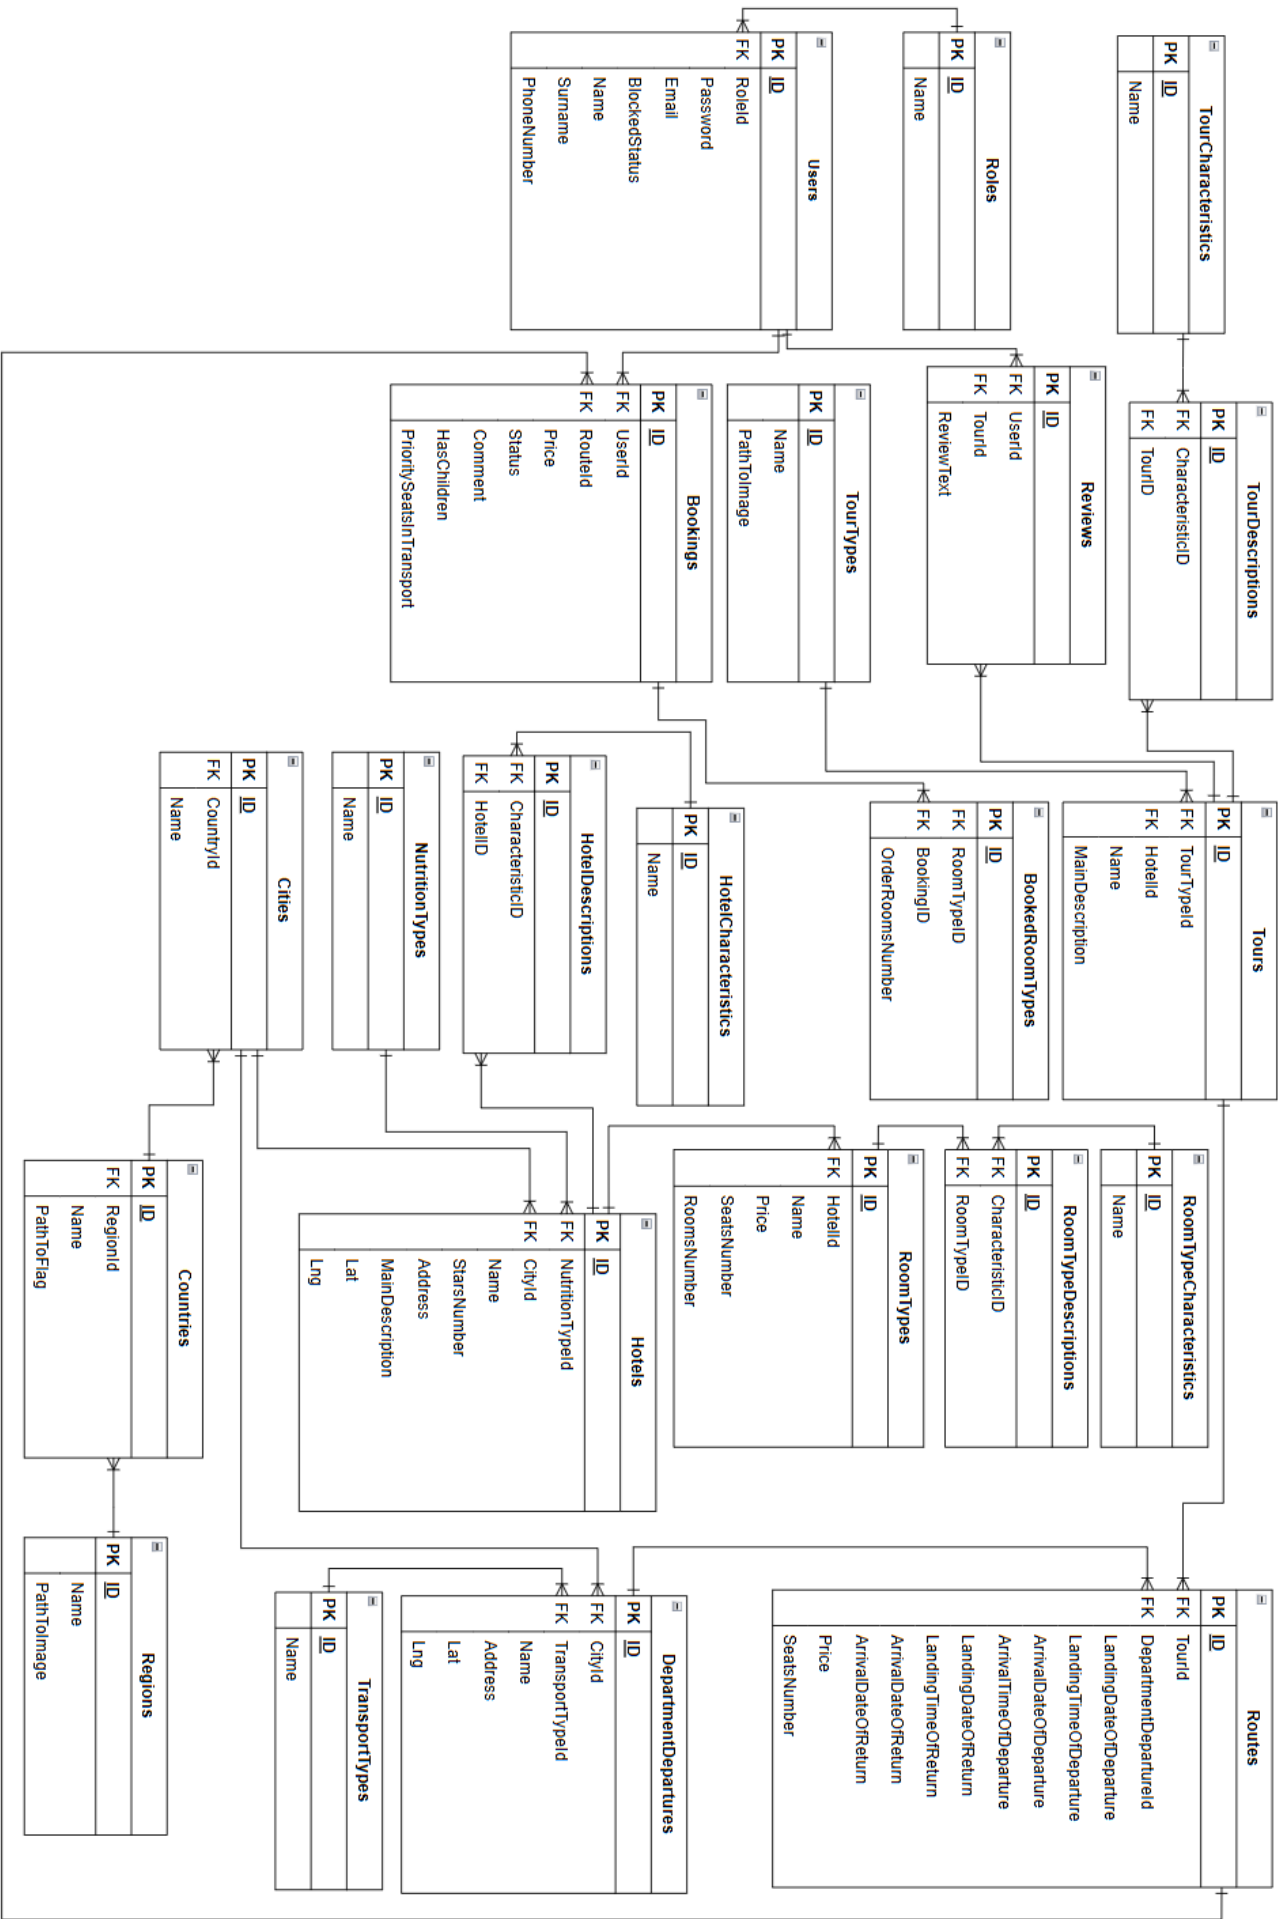 TourCharacteristics
PK ID
Name
Roles
PK ID
Name
Users
PK ID
FK RoleId
Password
Email
BlockedStatus
Name
Surname
PhoneNumber
TourDescriptions
PK ID
FK CharacteristicID
FK TourID
Reviews
PK ID
FK UserId
FK TourId
ReviewText
TourTypes
PK ID
Name
PathToImage
Bookings
PK ID
FK UserId
FK RouteId
Price
Status
Comment
HasChildren
PrioritySeatsInTransport
Tours
PK ID
FK TourTypeId
FK HotelId
Name
MainDescription
BookedRoomTypes
PK ID
FK RoomTypeID
FK BookingID
OrderRoomsNumber
HotelCharacteristics
PK ID
Name
HotelDescriptions
PK ID
FK CharacteristicID
FK HotelID
NutritionTypes
PK ID
Name
Cities
PK ID
FK CountryId
Name
RoomTypeCharacteristics
PK ID
Name
RoomTypeDescriptions
PK ID
FK CharacteristicID
FK RoomTypeID
RoomTypes
PK ID
FK HotelId
Name
Price
SeatsNumber
RoomsNumber
Hotels
PK ID
FK NutritionTypeId
FK CityId
Name
StarsNumber
Address
MainDescription
Lat
Lng
Countries
PK ID
FK RegionId
Name
PathToFlag
Routes
PK ID
FK TourId
FK DepartmentDepartureId
LandingDateOfDeparture
LandingTimeOfDeparture
ArrivalDateOfDeparture
ArrivalTimeOfDeparture
LandingDateOfReturn
LandingTimeOfReturn
ArrivalDateOfReturn
ArrivalDateOfReturn
Price
SeatsNumber
DepartmentDepartures
PK ID
FK CityId
FK TransportTypeId
Name
Address
Lat
Lng
TransportTypes
PK ID
Name
Regions
PK ID
Name
PathToImage